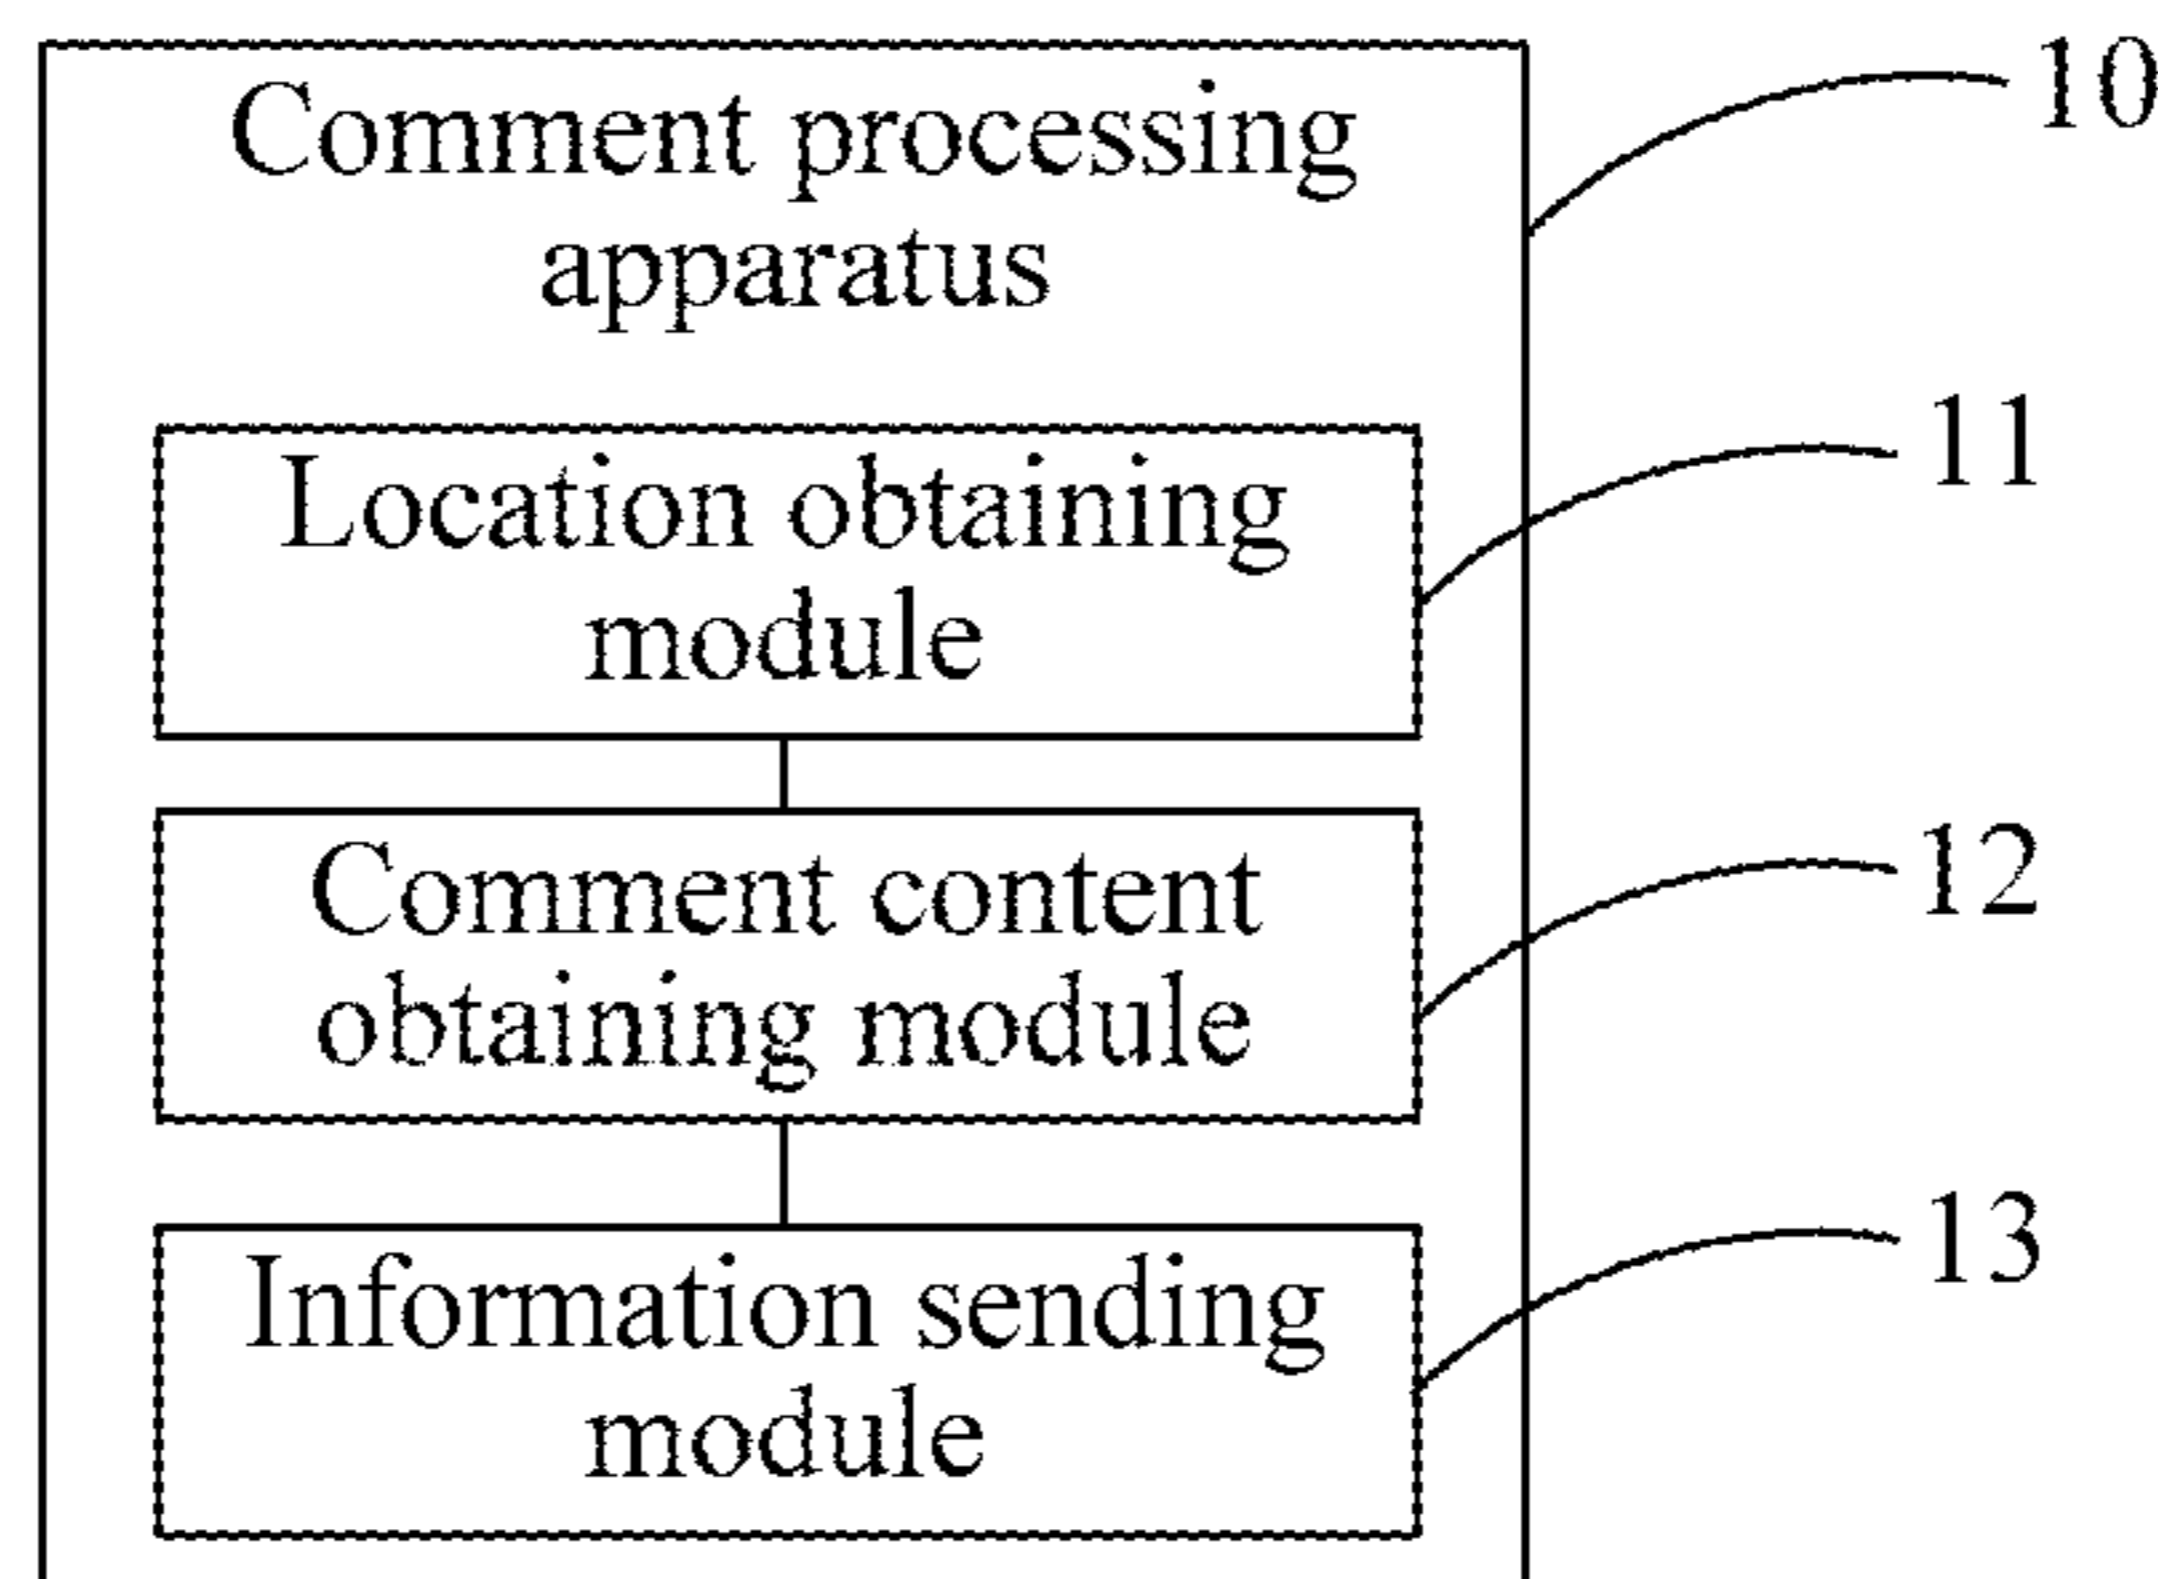 Comment processing
apparatus
10
Location obtaining
module
11
Comment content
obtaining module
12
Information sending
module
13